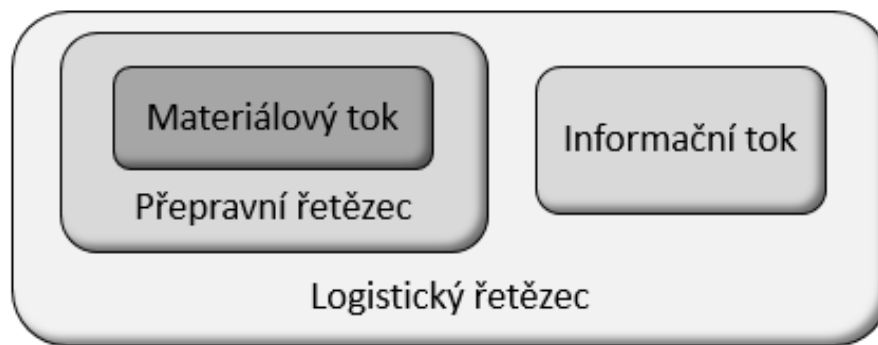 Materiálový tok
Přepravní řetězec
Informační tok
Logistický řetězec